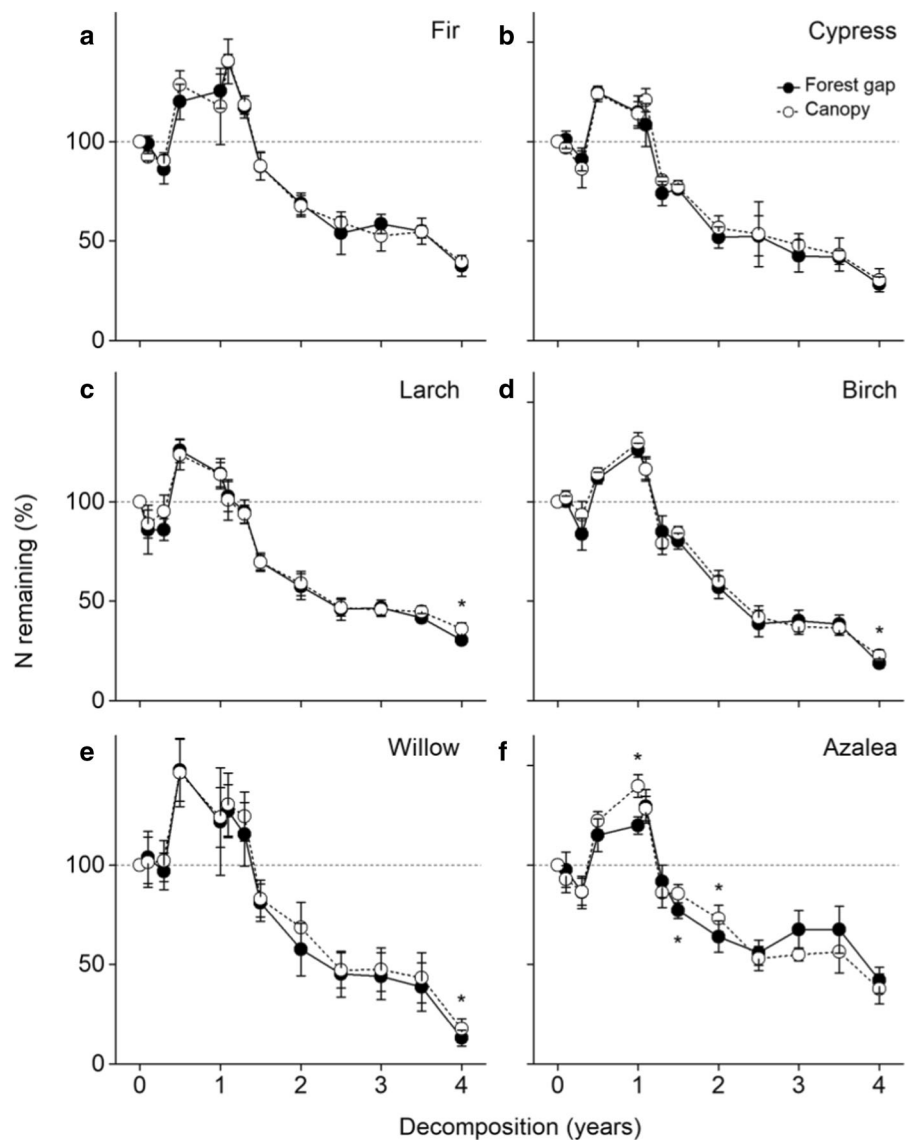 a Fir
b Cypress
Forest gap
Canopy
100
50
0
c Larch
d Birch
*
*
100
50
0
N remaining (%)
e Willow
f Azalea
*
*
*
*
100
50
0
0 1 2 3 4
0 1 2 3 4
Decomposition (years)